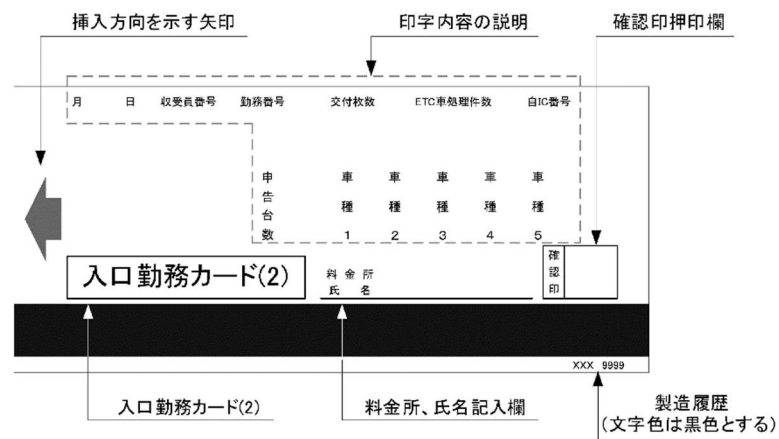 挿入方向を示す矢印
印字内容の説明
確認印押印欄
月 日 収受員番号 勤務番号 交付枚数 ETC車処理件数 自IC番号
申告台数 車種1 車種2 車種3 車種4 車種5
入口勤務カード(2)
料金所
氏名
確認印
XXX 9999
入口勤務カード(2)
料金所、氏名記入欄
製造履歴
(文字色は黒色とする)